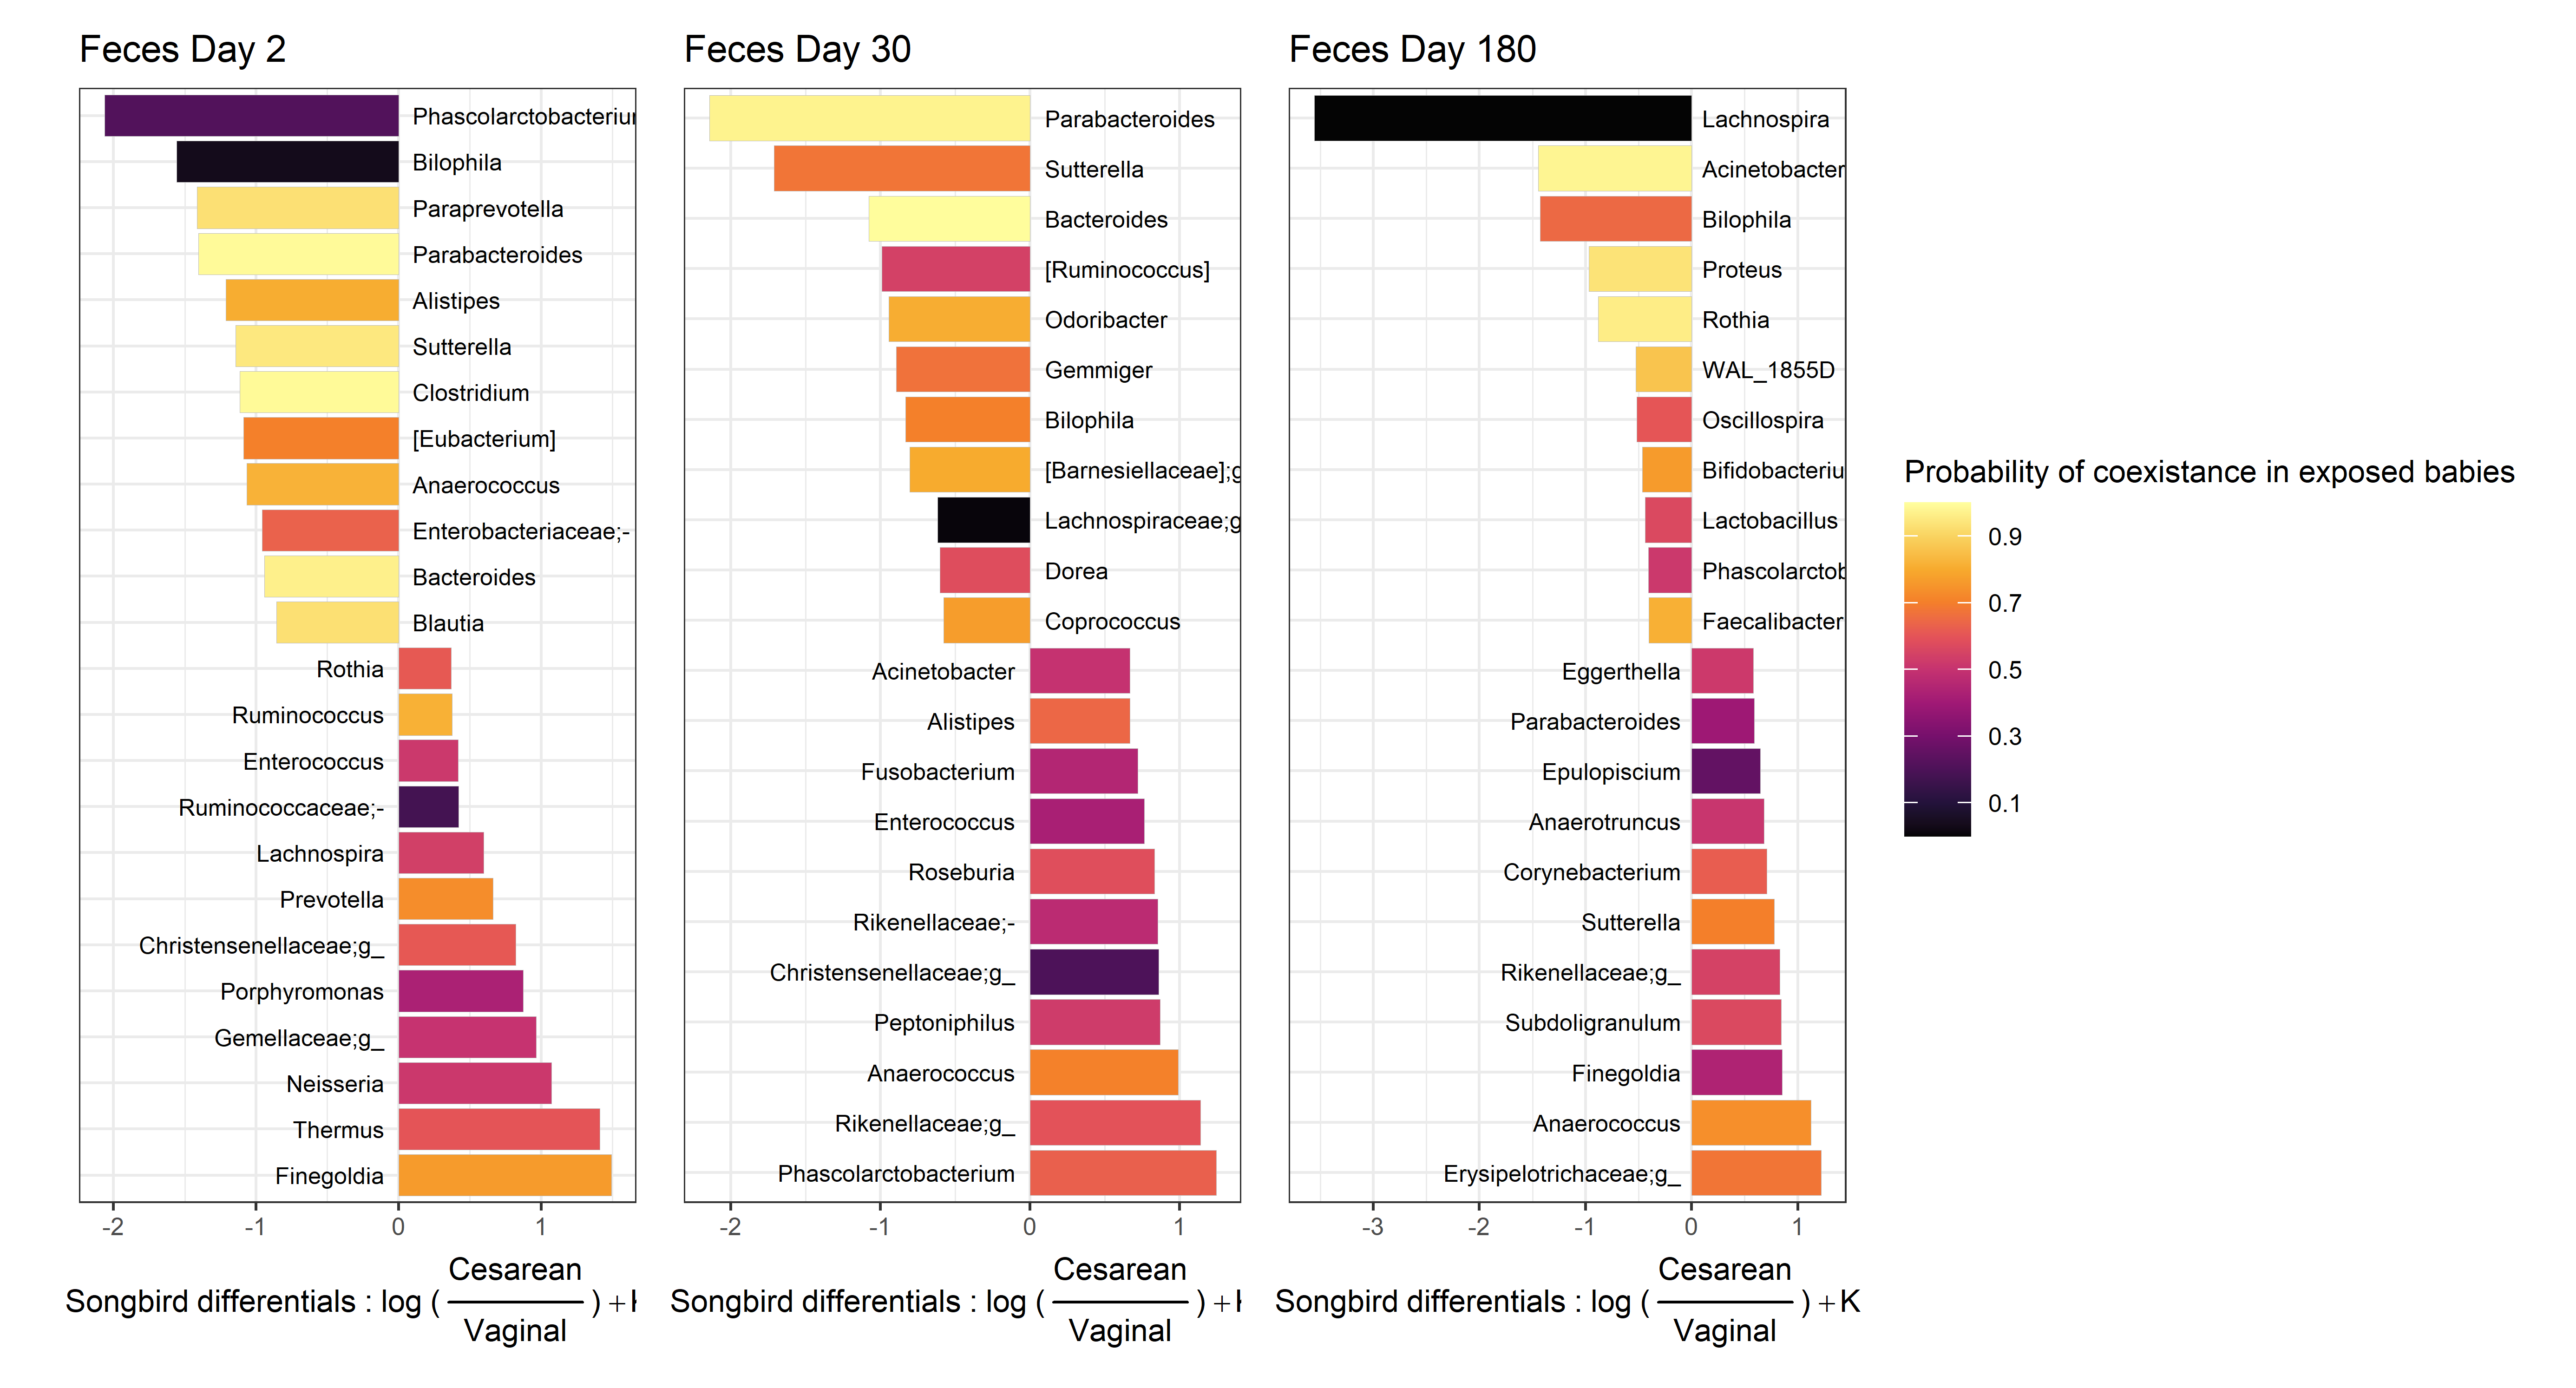 Feces Day 2
Phascolarctobacteriu
Bilophila
Paraprevotella
Parabacteroides
Alistipes
Sutterella
Clostridium
[Eubacterium]
Anaerococcus
Enterobacteriaceae;-
Bacteroides
Blautia
Rothia
Ruminococcus
Enterococcus
Ruminococcaceae;-
Lachnospira
Prevotella
Christensenellaceae;g_
Porphyromonas
Gemellaceae;g_
Neisseria
Thermus
Finegoldia
-2 -1 0 1
Cesarean
Songbird differentials : log ( ) +
Vaginal
Feces Day 30
Parabacteroides
Sutterella
Bacteroides
[Ruminococcus]
Odoribacter
Gemmiger
Bilophila
[Barnesiellaceae];g
Lachnospiraceae;g
Dorea
Coprococcus
Acinetobacter
Alistipes
Fusobacterium
Enterococcus
Roseburia
Rikenellaceae;-
Christensenellaceae;g_
Peptoniphilus
Anaerococcus
Rikenellaceae;g_
Phascolarctobacterium
-2 -1 0 1
Cesarean
Songbird differentials : log ( ) +
Vaginal
Feces Day 180
Lachnospira
Acinetobacter
Bilophila
Proteus
Rothia
WAL_1855D
Oscillospira
Bifidobacteriu
Lactobacillus
Phascolarctob
Faecalibacter
Eggerthella
Parabacteroides
Epulopiscium
Anaerotruncus
Corynebacterium
Sutterella
Rikenellaceae;g_
Subdoligranulum
Finegoldia
Anaerococcus
Erysipelotrichaceae;g_
-3 -2 -1 0 1
Cesarean
Songbird differentials : log ( ) +K
Vaginal
Probability of coexistance in exposed babies
0.9
0.7
0.5
0.3
0.1